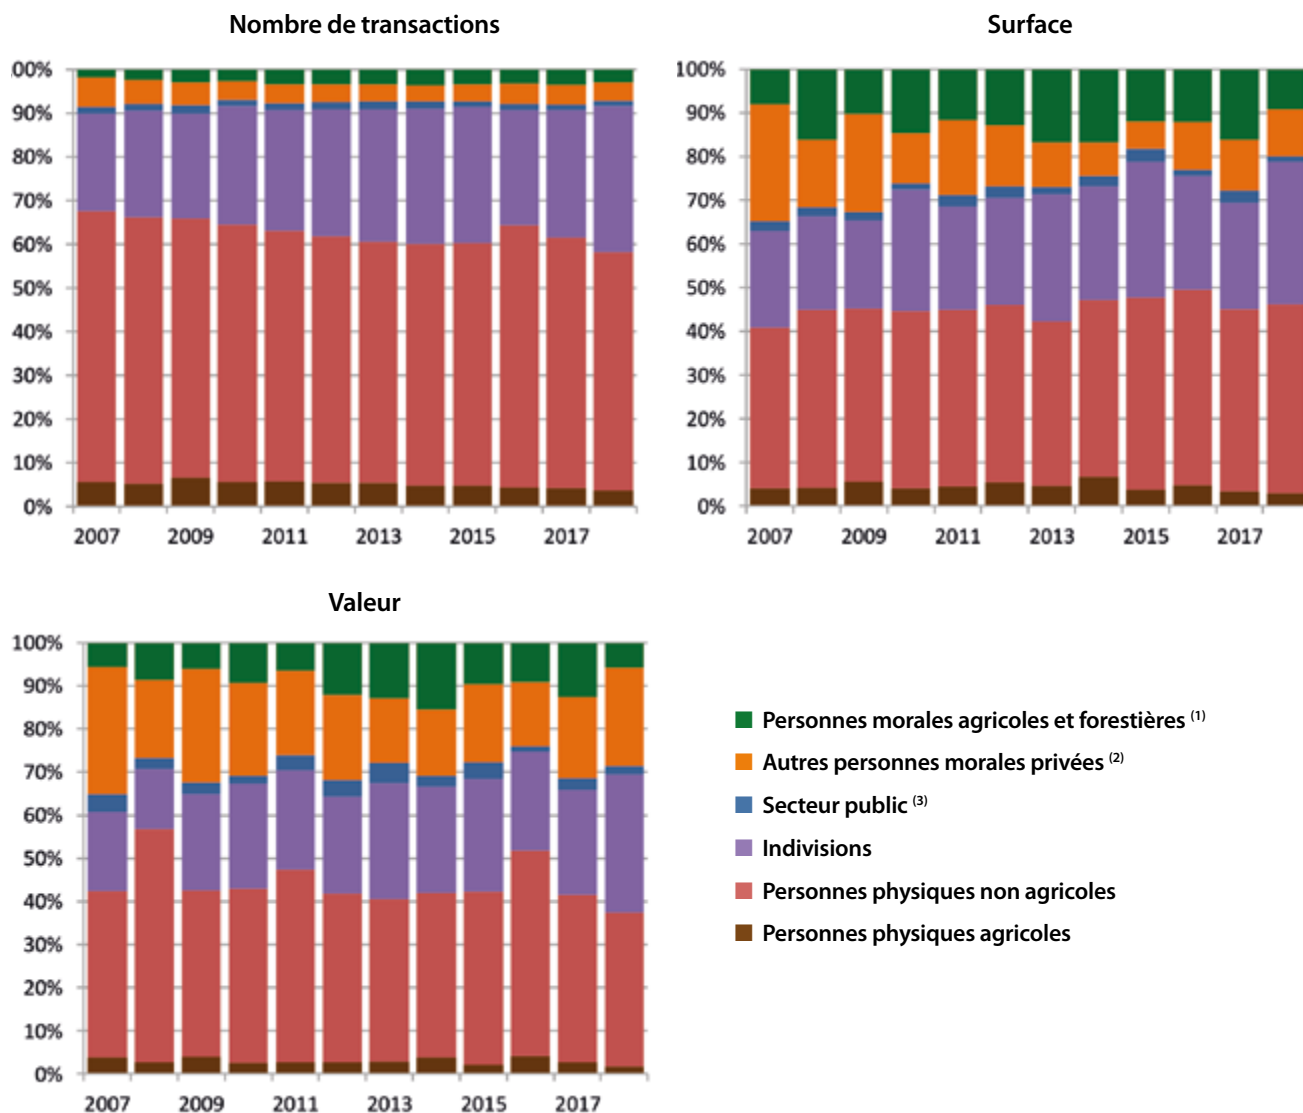 Nombre de transactions
00%
90%
80%
70%
60%
50%
40%
30%
20%
10%
0%
2007 2009 2011 2013 2015 2017
Surface
100%
90%
80%
70%
60%
50%
40%
30%
20%
10%
0%
2007 2009 2011 2013 2015 2017
Valeur
100%
90%
80%
70%
60%
50%
40%
30%
20%
10%
0%
2007 2009 2011 2013 2015 2017
Personnes morales agricoles et forestières (1)
Autres personnes morales privées (2)
Secteur public (3)
Indivisions
Personnes physiques non agricoles
Personnes physiques agricoles